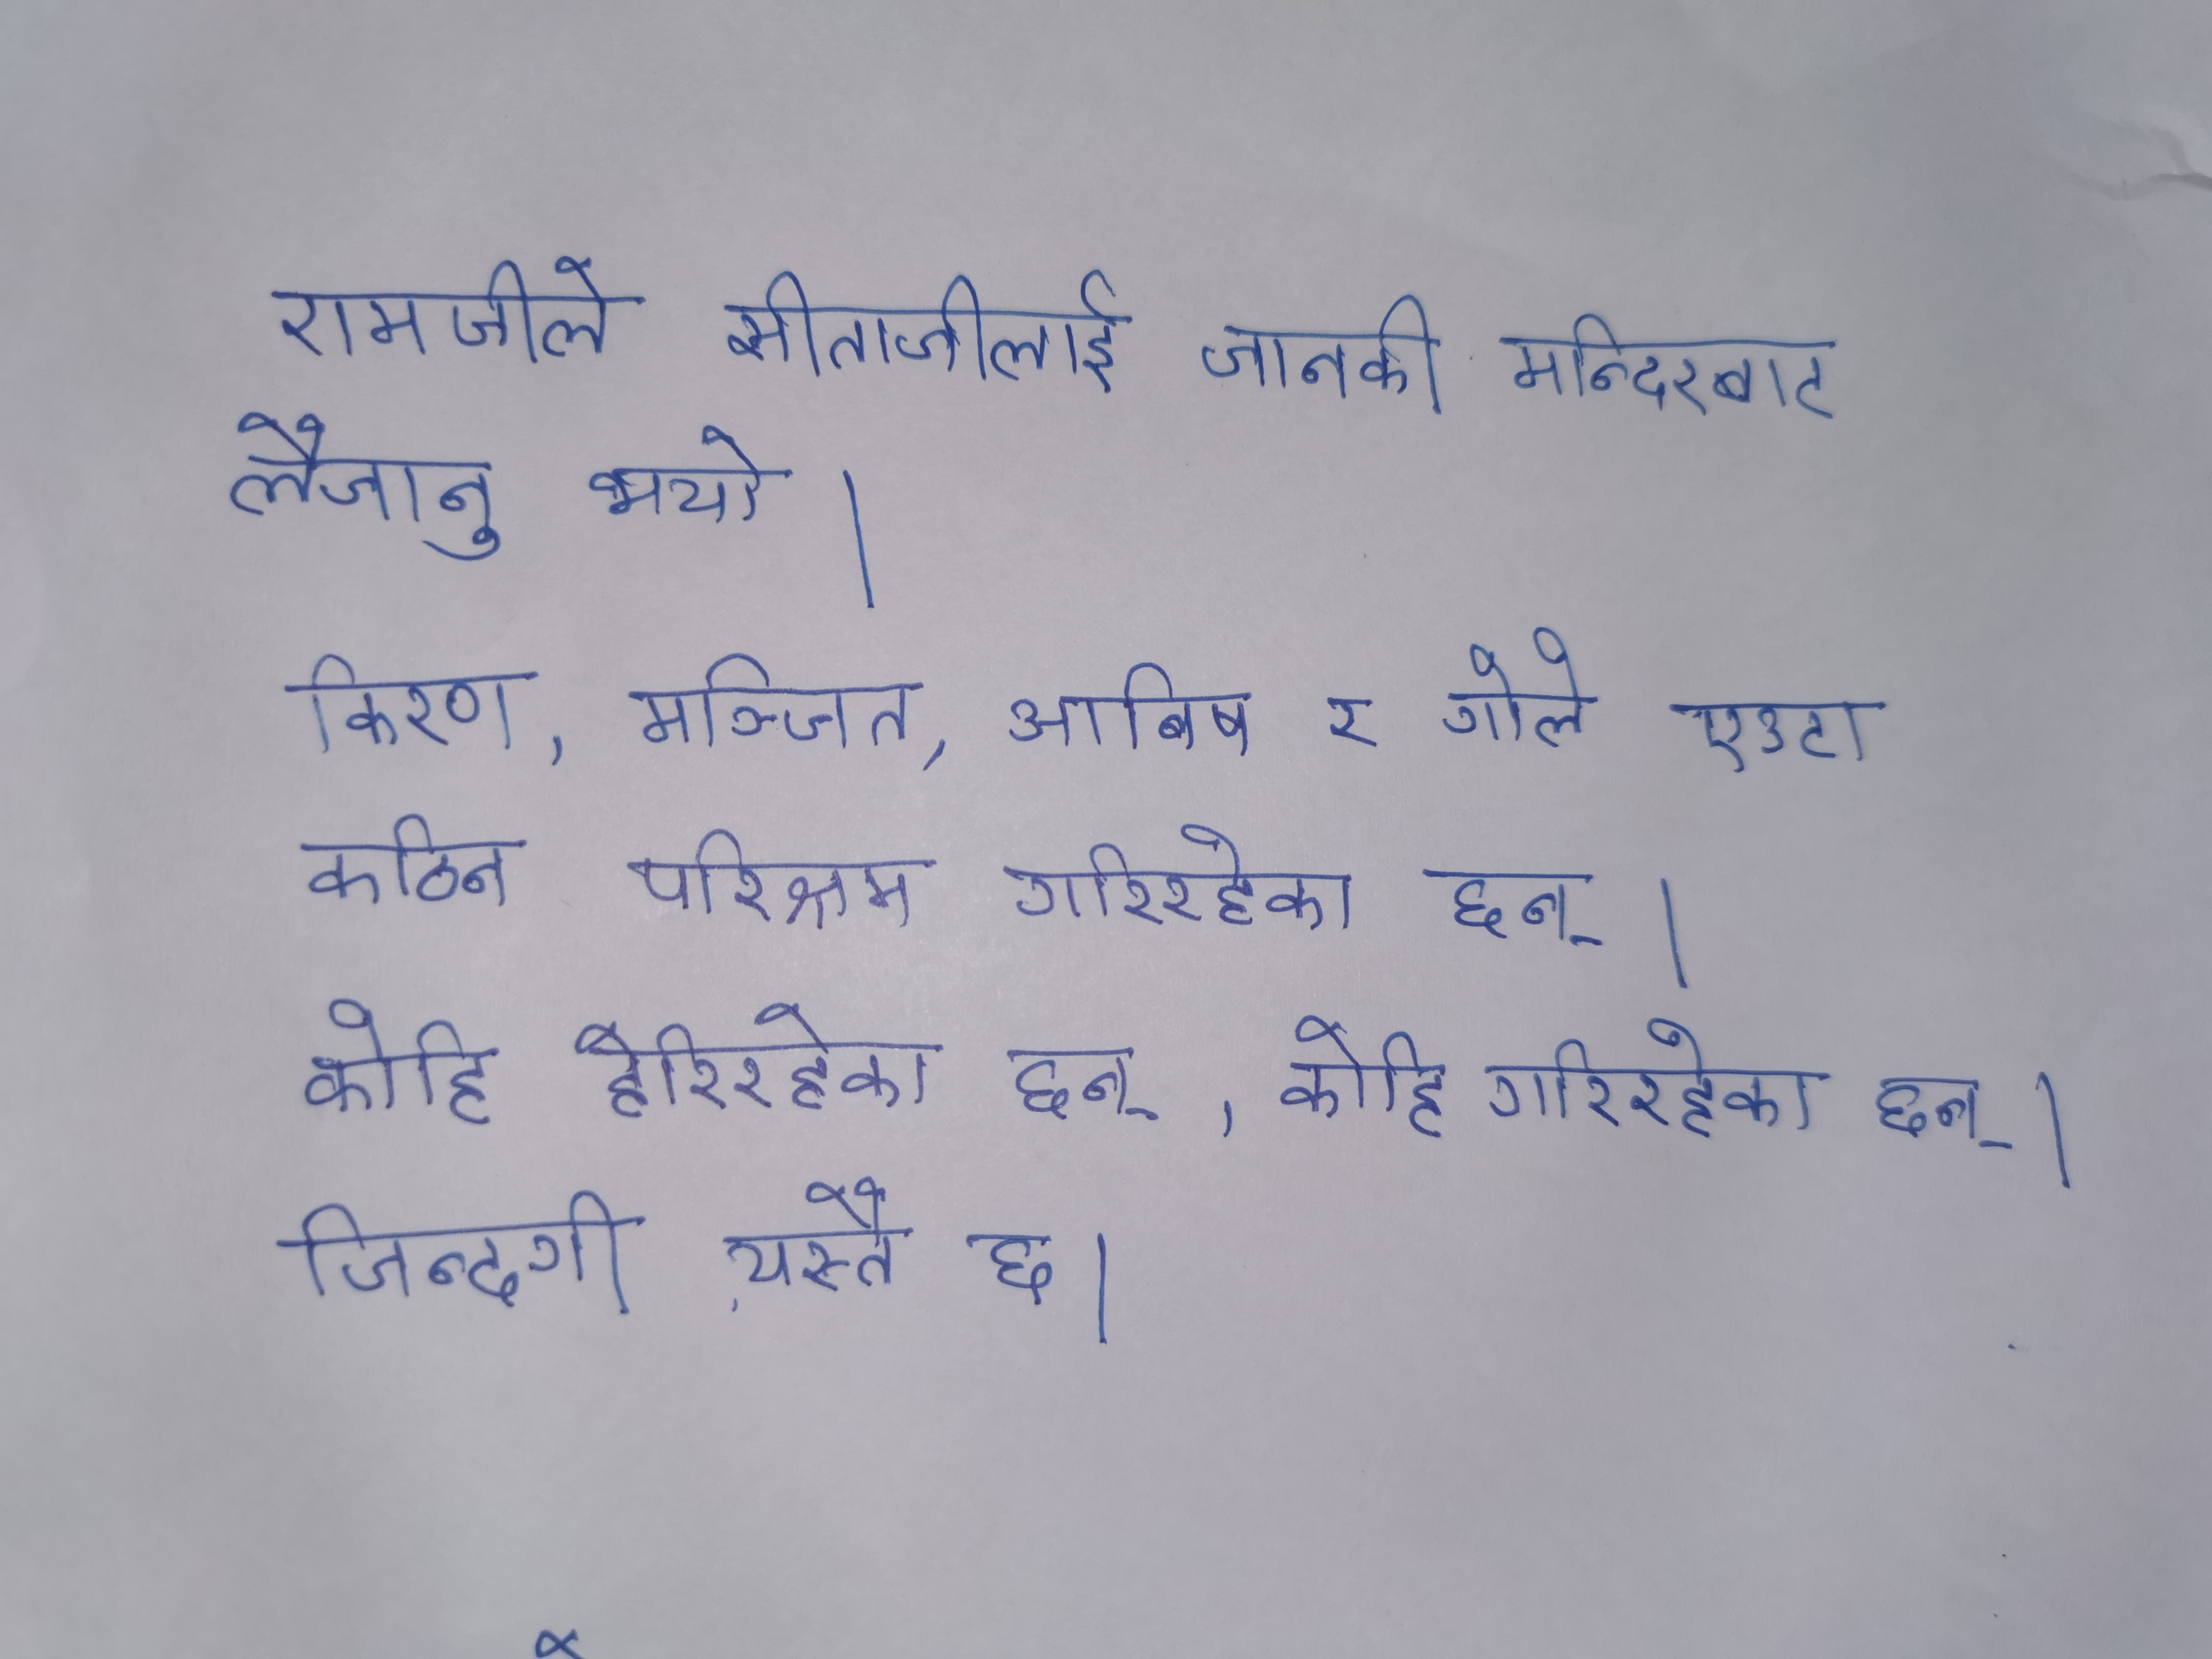 रामजीले सीताजीलाई जानकी मन्दिरबाट
लैजानु भयो ।
किरण, मञ्जित, आबिष र गोले एउटा
कठिन परिश्रम गरिरहेका छन् ।
कोहि हेरिरहेका छन् , कोहि गरिरहेका छन् ।
जिन्दगी यस्तै छ ।